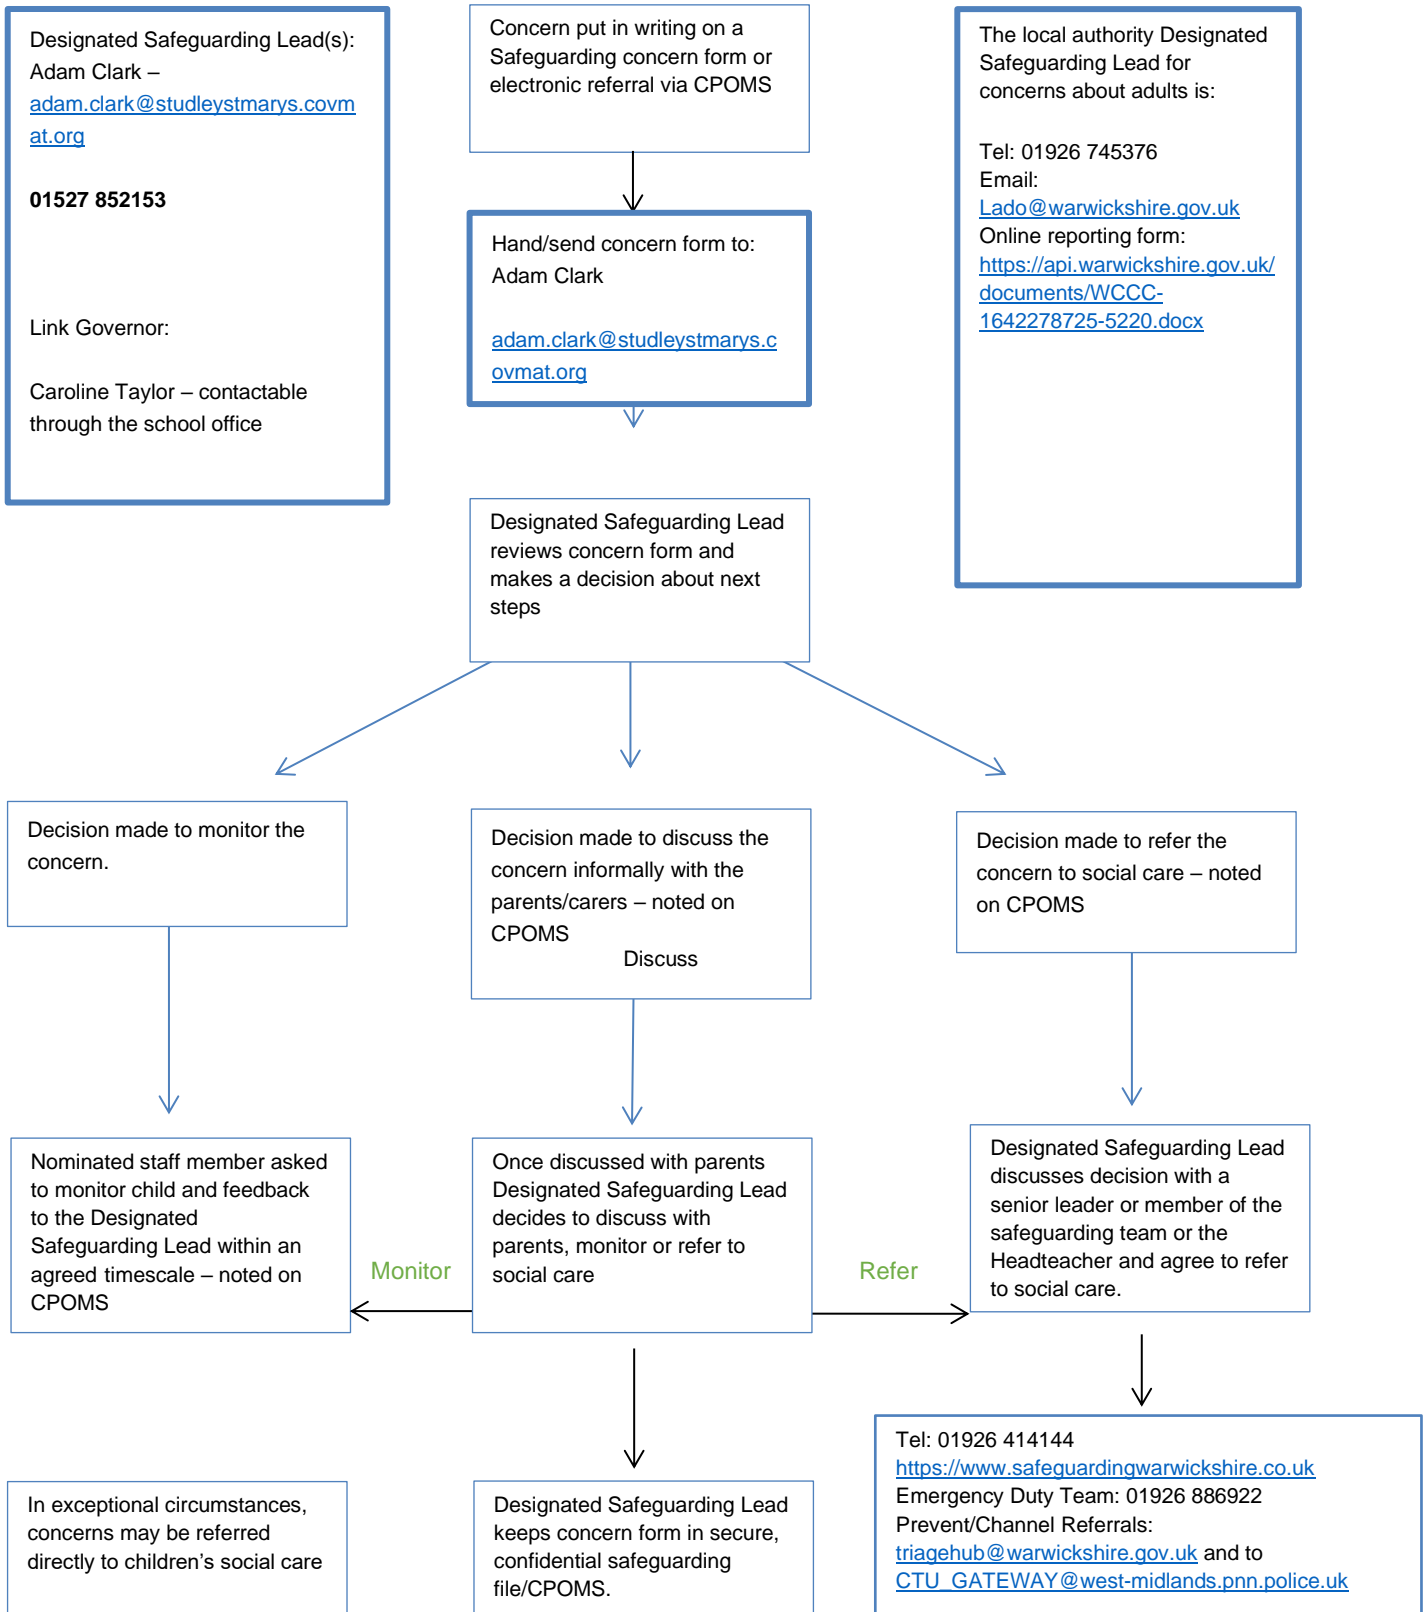 Designated Safeguarding Lead(s):
Adam Clark –
adam.clark@studleystmarys.covm
at.org
01527 852153
Link Governor:
Caroline Taylor – contactable
through the school office
Concern put in writing on a
Safeguarding concern form or
electronic referral via CPOMS
The local authority Designated
Safeguarding Lead for
concerns about adults is:
Tel: 01926 745376
Email:
Lado@warwickshire.gov.uk
Online reporting form:
https://api.warwickshire.gov.uk/
documents/WCCC-
1642278725-5220.docx
Hand/send concern form to:
Adam Clark
adam.clark@studleystmarys.c
ovmat.org
Designated Safeguarding Lead
reviews concern form and
makes a decision about next
steps
Decision made to monitor the
concern.
Decision made to discuss the
concern informally with the
parents/carers – noted on
CPOMS
Discuss
Decision made to refer the
concern to social care – noted
on CPOMS
Nominated staff member asked
to monitor child and feedback
to the Designated
Safeguarding Lead within an
agreed timescale – noted on
CPOMS
Monitor
Once discussed with parents
Designated Safeguarding Lead
decides to discuss with
parents, monitor or refer to
social care
Refer
Designated Safeguarding Lead
discusses decision with a
senior leader or member of the
safeguarding team or the
Headteacher and agree to refer
to social care.
In exceptional circumstances,
concerns may be referred
directly to children’s social care
Designated Safeguarding Lead
keeps concern form in secure,
confidential safeguarding
file/CPOMS.
Tel: 01926 414144
https://www.safeguardingwarwickshire.co.uk
Emergency Duty Team: 01926 886922
Prevent/Channel Referrals:
triagehub@warwickshire.gov.uk and to
CTU_GATEWAY@west-midlands.pnn.police.uk